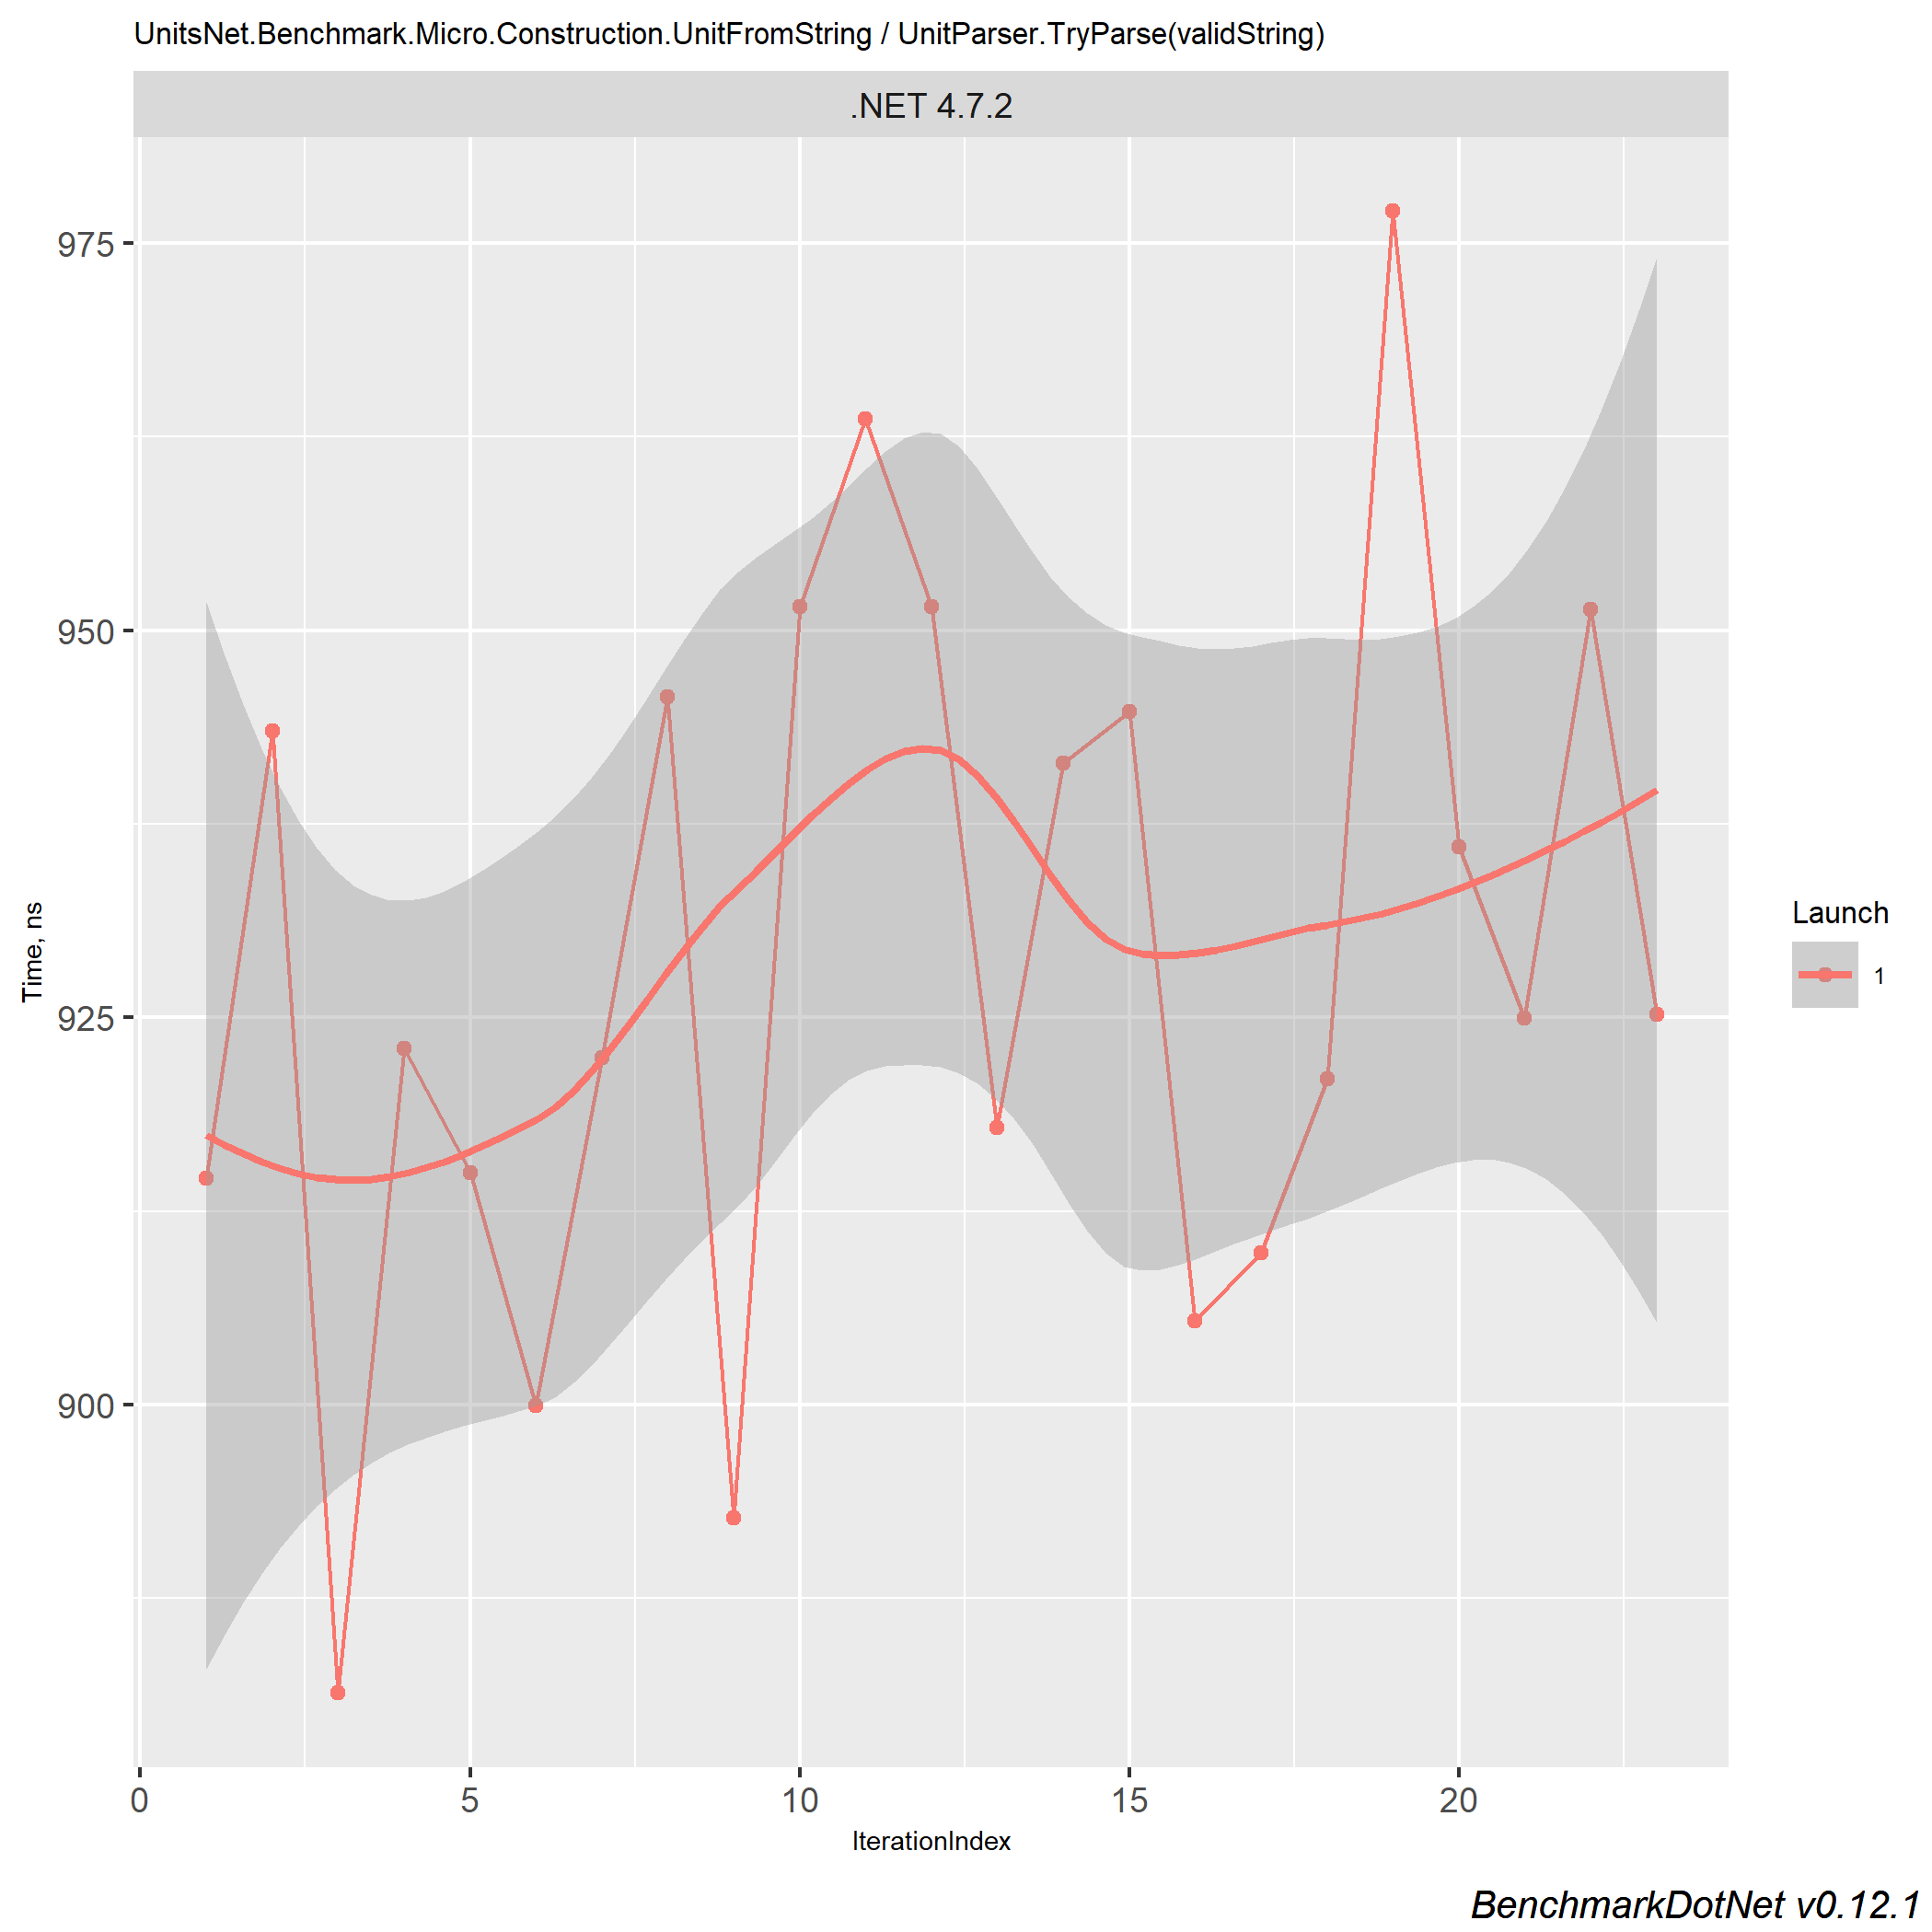 UnitsNet.Benchmark.Micro.Construction.UnitFromString / UnitParser.TryParse(validString)
.NET 4.7.2
975
950
925
900
Time, ns
0 5 10 15 20
IterationIndex
Launch
1
BenchmarkDotNet v0.12.1